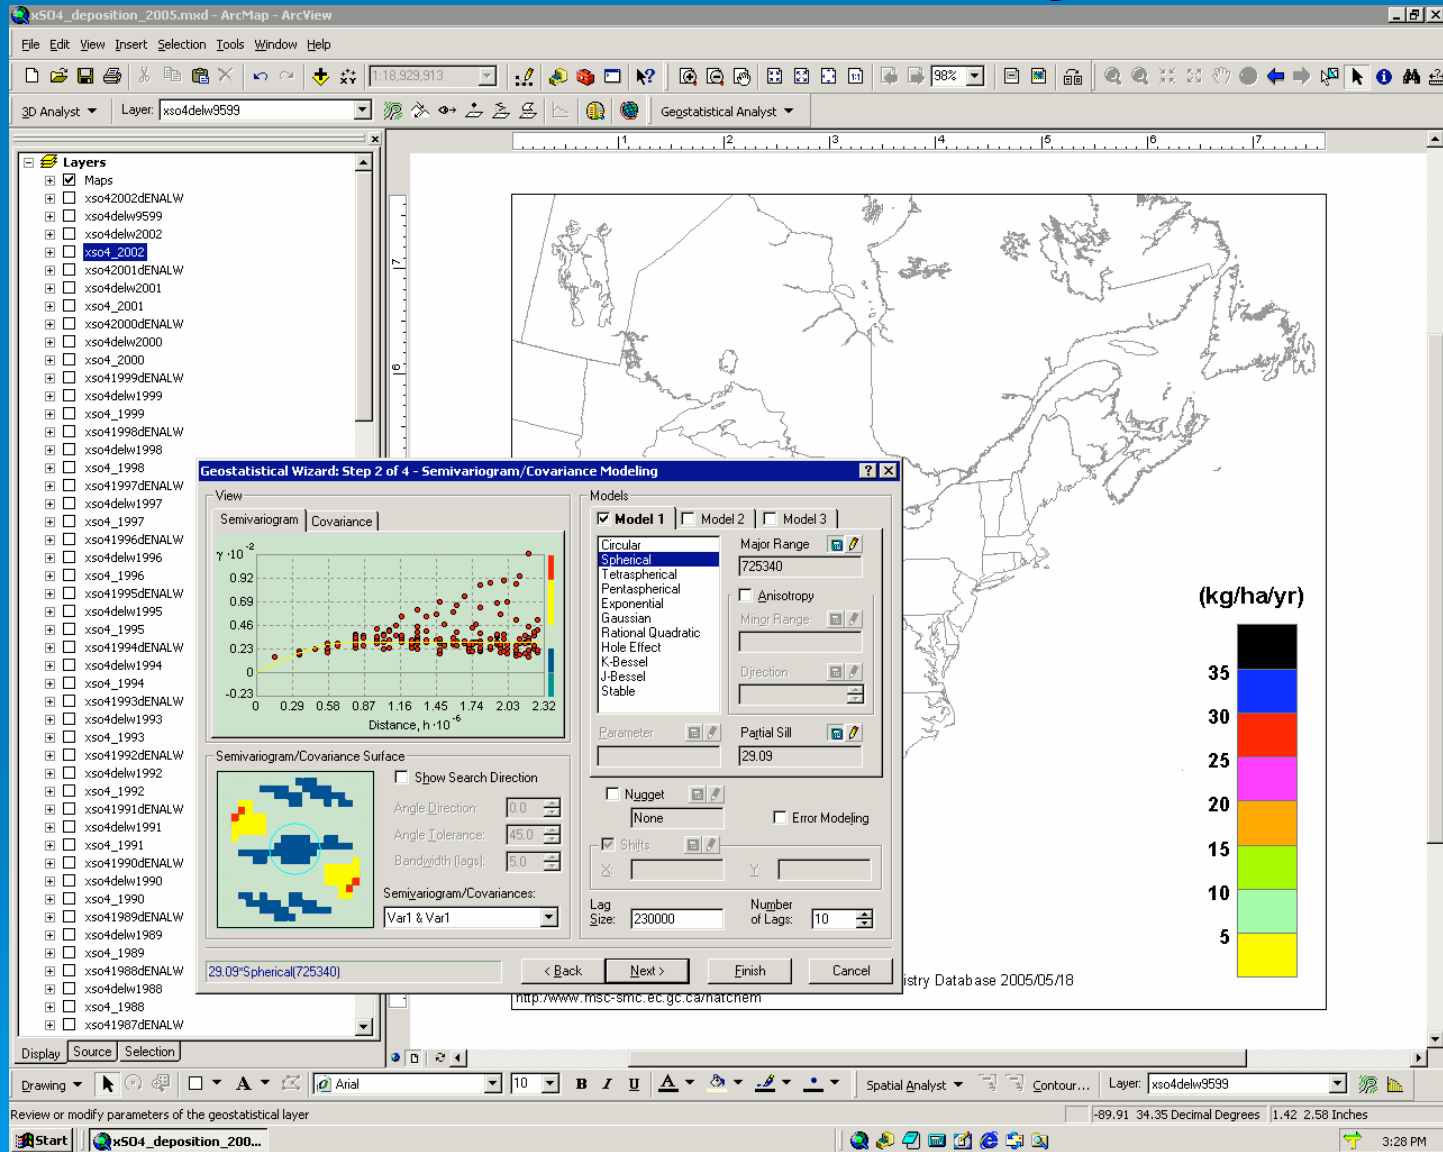 xSO4_deposition_2005.mxd - ArcMap - ArcView
File Edit View Insert Selection Tools Window Help
1:18,929,913
98%
3D Analyst
Layer: xso4delw9599
Geostatistical Analyst
Layers
Maps
xso42002dENALW
xso4delw9599
xso4delw2002
xso4_2002
xso42001dENALW
xso4delw2001
xso4_2001
xso42000dENALW
xso4delw2000
xso4_2000
xso41999dENALW
xso4delw1999
xso4_1999
xso41998dENALW
xso4delw1998
xso4_1998
xso41997dENALW
xso4delw1997
xso4_1997
xso41996dENALW
xso4delw1996
xso4_1996
xso41995dENALW
xso4delw1995
xso4_1995
xso41994dENALW
xso4delw1994
xso4_1994
xso41993dENALW
xso4delw1993
xso4_1993
xso41992dENALW
xso4delw1992
xso4_1992
xso41991dENALW
xso4delw1991
xso4_1991
xso41990dENALW
xso4delw1990
xso4_1990
xso41989dENALW
xso4delw1989
xso4_1989
xso41988dENALW
xso4delw1988
xso4_1988
xso41987dENALW
Display Source Selection
1 2 3 4 5 6 7
7
6
Geostatistical Wizard: Step 2 of 4 - Semivariogram/Covariance Modeling
View
Semivariogram Covariance
γ·10 -2
0.92
0.69
0.46
0.23
0
-0.23
0 0.29 0.58 0.87 1.16 1.45 1.74 2.03 2.32
Distance, h·10 -6
Semivariogram/Covariance Surface
Show Search Direction
Angle Direction: 0.0
Angle Tolerance: 45.0
Bandwidth (lags): 5.0
Semivariogram/Covariances:
Var1 & Var1
Models
Model 1 Model 2 Model 3
Circular
Spherical
Tetraspherical
Pentaspherical
Exponential
Gaussian
Rational Quadratic
Hole Effect
K-Bessel
J-Bessel
Stable
Major Range
725340
Anisotropy
Minor Range
Direction
Parameter
Partial Sill
29.09
Nugget
None
Error Modeling
Shifts
X: Y:
Lag Size: 230000
Number of Lags: 10
29.09*Spherical(725340)
< Back Next > Finish Cancel
(kg/ha/yr)
35
30
25
20
15
10
5
istry Database 2005/05/18
http:/www.msc-smc.ec.gc.ca/natchem
Drawing
Arial
10
B I U A
Spatial Analyst
Contour...
Layer: xso4delw9599
Review or modify parameters of the geostatistical layer
-89.91 34.35 Decimal Degrees
1.42 2.58 Inches
Start
xSO4_deposition_200...
3:28 PM